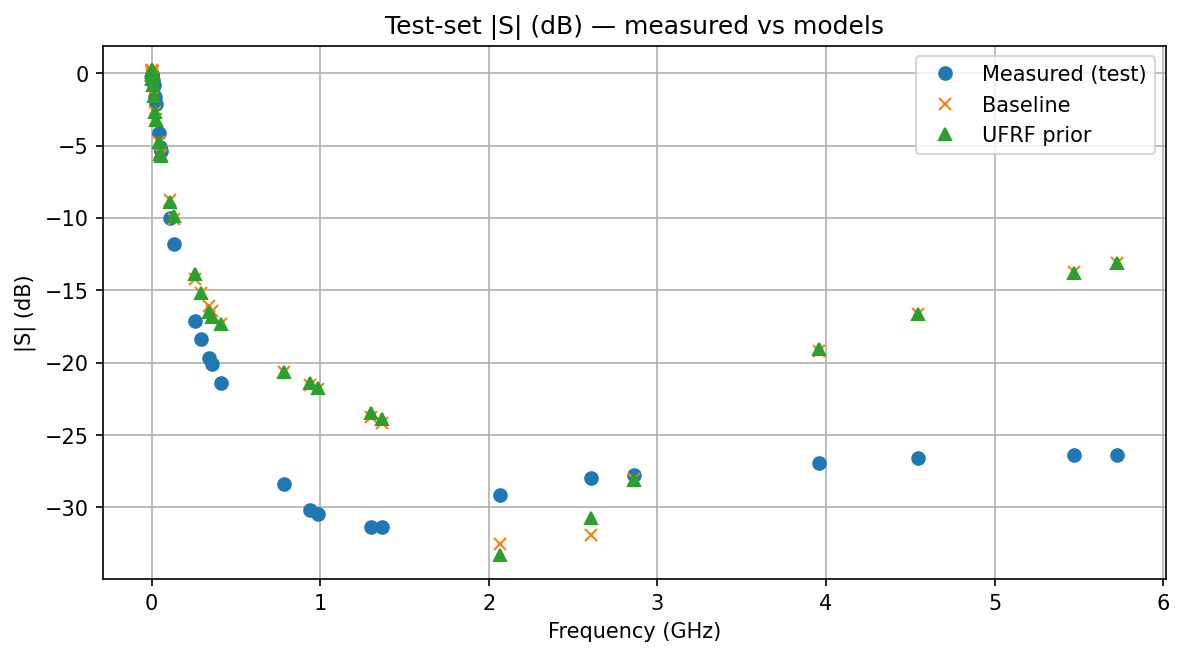 Test-set |S| (dB) — measured vs models
Measured (test)
Baseline
UFRF prior
|S| (dB)
0
−5
−10
−15
−20
−25
−30
0 1 2 3 4 5 6
Frequency (GHz)